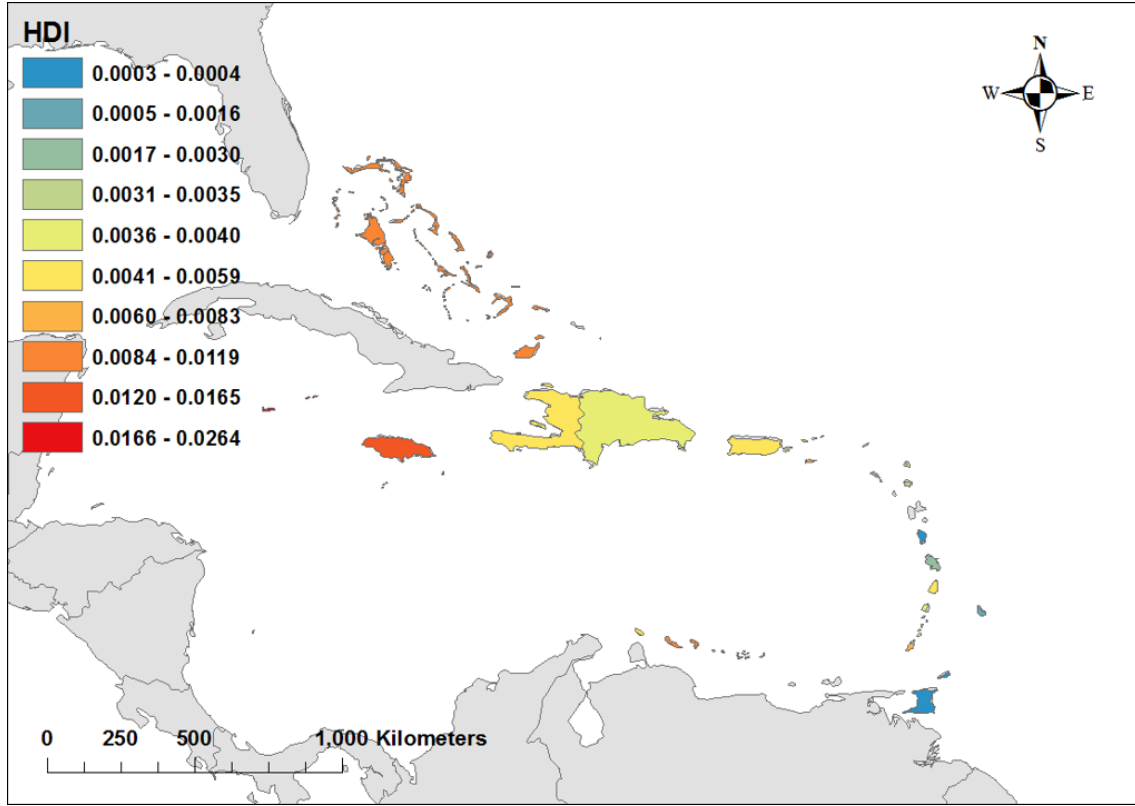 HDI
0.0003 - 0.0004
0.0005 - 0.0016
0.0017 - 0.0030
0.0031 - 0.0035
0.0036 - 0.0040
0.0041 - 0.0059
0.0060 - 0.0083
0.0084 - 0.0119
0.0120 - 0.0165
0.0166 - 0.0264
N
W E
S
0 250 500 1,000 Kilometers